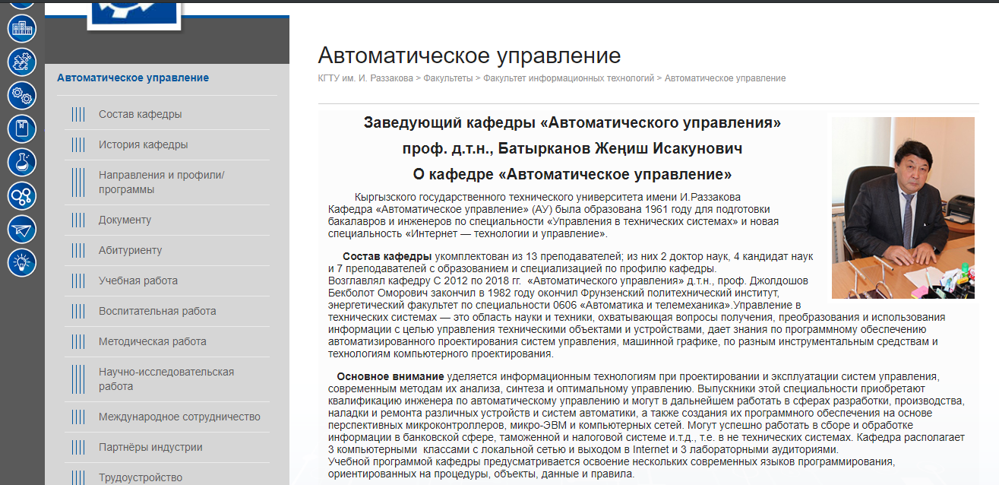 Автоматическое управление
Состав кафедры
История кафедры
Направления и профили/
программы
Документу
Абитуриенту
Учебная работа
Воспитательная работа
Методическая работа
Научно-исследовательская
работа
Международное сотрудничество
Партнёры индустрии
Трудоустройство
Автоматическое управление
КГТУ им. И. Раззакова > Факультеты > Факультет информационных технологий > Автоматическое управление
Заведующий кафедры «Автоматического управления»
проф. д.т.н., Батырканов Жеңиш Исакунович
О кафедре «Автоматическое управление»
Кыргызского государственного технического университета имени И.Раззакова
Кафедра «Автоматическое управление» (АУ) была образована 1961 году для подготовки
бакалавров и инженеров по специальности «Управления в технических системах» и новая
специальность «Интернет — технологии и управление».
Состав кафедры укомплектован из 13 преподавателей; из них 2 доктор наук, 4 кандидат наук
и 7 преподавателей с образованием и специализацией по профилю кафедры.
Возглавлял кафедру С 2012 по 2018 гг. «Автоматического управления» д.т.н., проф. Джолдошов
Бекболот Оморович закончил в 1982 году окончил Фрунзенский политехнический институт,
энергетический факультет по специальности 0606 «Автоматика и телемеханика».Управление в
технических системах — это область науки и техники, охватывающая вопросы получения, преобразования и использования
информации с целью управления техническими объектами и устройствами, дает знания по программному обеспечению
автоматизированного проектирования систем управления, машинной графике, по разным инструментальным средствам и
технологиям компьютерного проектирования.
Основное внимание уделяется информационным технологиям при проектировании и эксплуатации систем управления,
современным методам их анализа, синтеза и оптимальному управлению. Выпускники этой специальности приобретают
квалификацию инженера по автоматическому управлению и могут в дальнейшем работать в сферах разработки, производства,
наладки и ремонта различных устройств и систем автоматики, а также создания их программного обеспечения на основе
перспективных микроконтроллеров, микро-ЭВМ и компьютерных сетей. Могут успешно работать в сборе и обработке
информации в банковской сфере, таможенной и налоговой системе и.т.д., т.е. в не технических системах. Кафедра располагает
3 компьютерными классами с локальной сетью и выходом в Internet и 3 лабораторными аудиториями.
Учебной программой кафедры предусматривается освоение нескольких современных языков программирования,
ориентированных на процедуры, объекты, данные и правила.